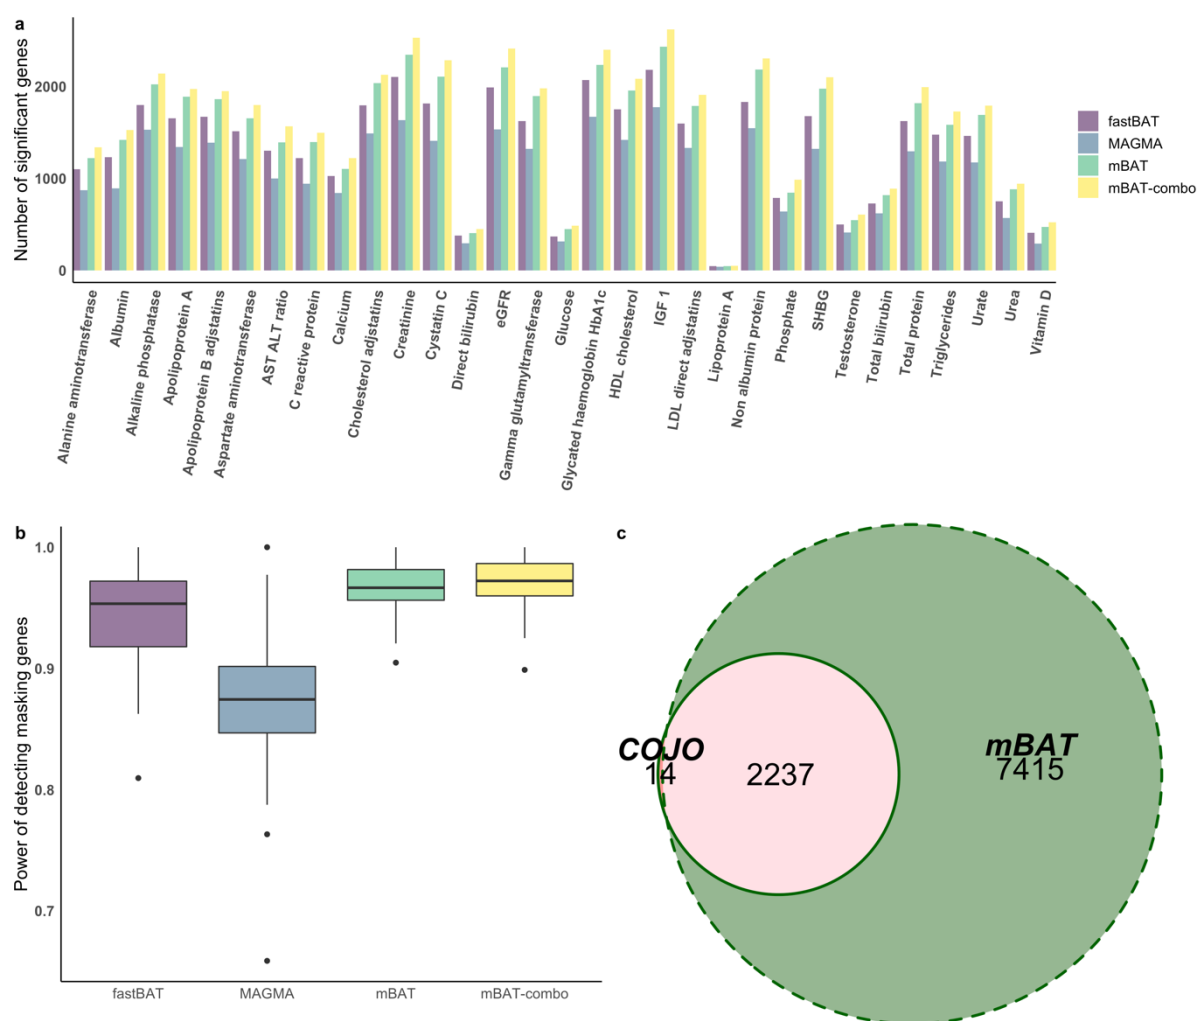 a
Number of significant genes
2000
1000
0
fastBAT
MAGMA
mBAT
mBAT-combo
Alanine aminotransferase
Albumin
Alkaline phosphatase
Apolipoprotein A
Apolipoprotein B adjstatins
Aspartate aminotransferase
AST ALT ratio
C reactive protein
Calcium
Cholesterol adjstatins
Creatinine
Cystatin C
Direct bilirubin
eGFR
Gamma glutamyltransferase
Glucose
Glycated haemoglobin HbA1c
HDL cholesterol
IGF 1
LDL direct adjstatins
Lipoprotein A
Non albumin protein
Phosphate
SHBG
Testosterone
Total bilirubin
Total protein
Triglycerides
Urate
Urea
Vitamin D
b
Power of detecting masking genes
1.0
0.9
0.8
0.7
fastBAT
MAGMA
mBAT
mBAT-combo
c
COJO
14
2237
mBAT
7415